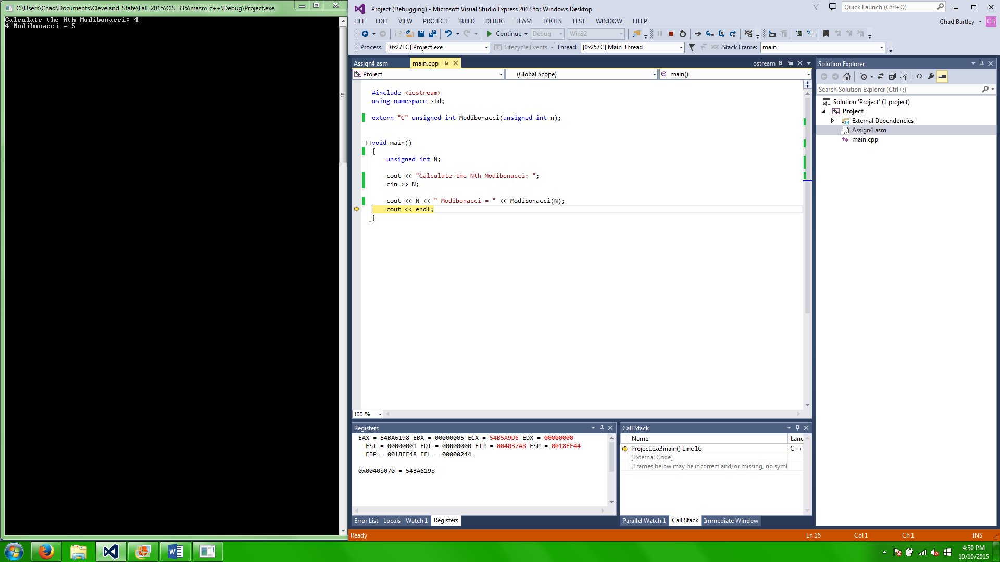 C:\Users\Chad\Documents\Cleveland_State\Fall_2015\CIS_335\masm_c++\Debug\Project.exe
Calculate the Nth Modibonacci: 4
4 Modibonacci = 5
Project (Debugging) - Microsoft Visual Studio Express 2013 for Windows Desktop
Quick Launch (Ctrl+Q)
FILE EDIT VIEW PROJECT BUILD DEBUG TEAM TOOLS TEST WINDOW HELP
Chad Bartley CB
Continue Debug Win32
Process: [0x27EC] Project.exe Lifecycle Events Thread: [0x257C] Main Thread Stack Frame: main
Assign4.asm main.cpp ostream
Project (Global Scope) main()
#include <iostream>
using namespace std;
extern "C" unsigned int Modibonacci(unsigned int n);
void main()
{
unsigned int N;
cout << "Calculate the Nth Modibonacci: ";
cin >> N;
cout << N << " Modibonacci = " << Modibonacci(N);
cout << endl;
}
100 %
Solution Explorer
Search Solution Explorer (Ctrl+;)
Solution 'Project' (1 project)
Project
External Dependencies
Assign4.asm
main.cpp
Registers
EAX = 54BA6198 EBX = 00000005 ECX = 54B5A9D6 EDX = 00000000
ESI = 00000001 EDI = 00000000 EIP = 004037A8 ESP = 0018FF44
EBP = 0018FF48 EFL = 00000244
0x0040b070 = 54BA6198
Error List Locals Watch 1 Registers
Call Stack
Name Lang
Project.exe!main() Line 16 C++
[External Code]
[Frames below may be incorrect and/or missing, no symb
Parallel Watch 1 Call Stack Immediate Window
Ready Ln 16 Col 1 Ch 1 INS
4:30 PM
10/10/2015